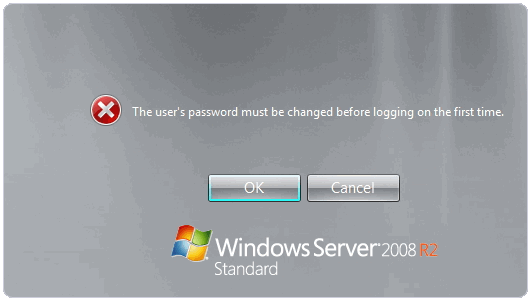 The user's password must be changed before logging on the first time.
OK
Cancel
Windows Server 2008 R2
Standard